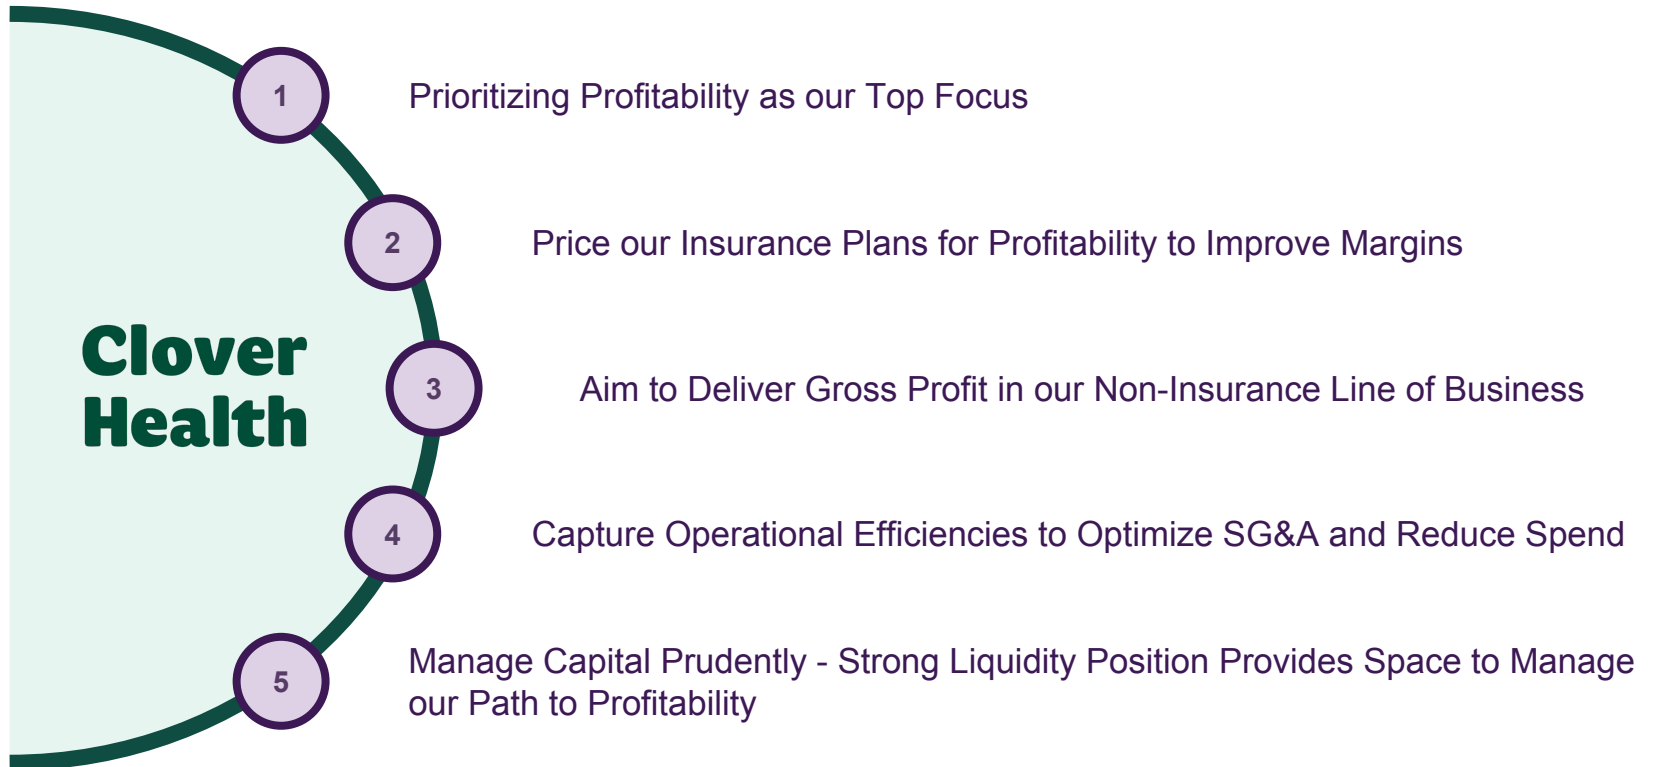 1
Prioritizing Profitability as our Top Focus
2
Price our Insurance Plans for Profitability to Improve Margins
Clover
Health
3
Aim to Deliver Gross Profit in our Non-Insurance Line of Business
4
Capture Operational Efficiencies to Optimize SG&A and Reduce Spend
5
Manage Capital Prudently - Strong Liquidity Position Provides Space to Manage
our Path to Profitability